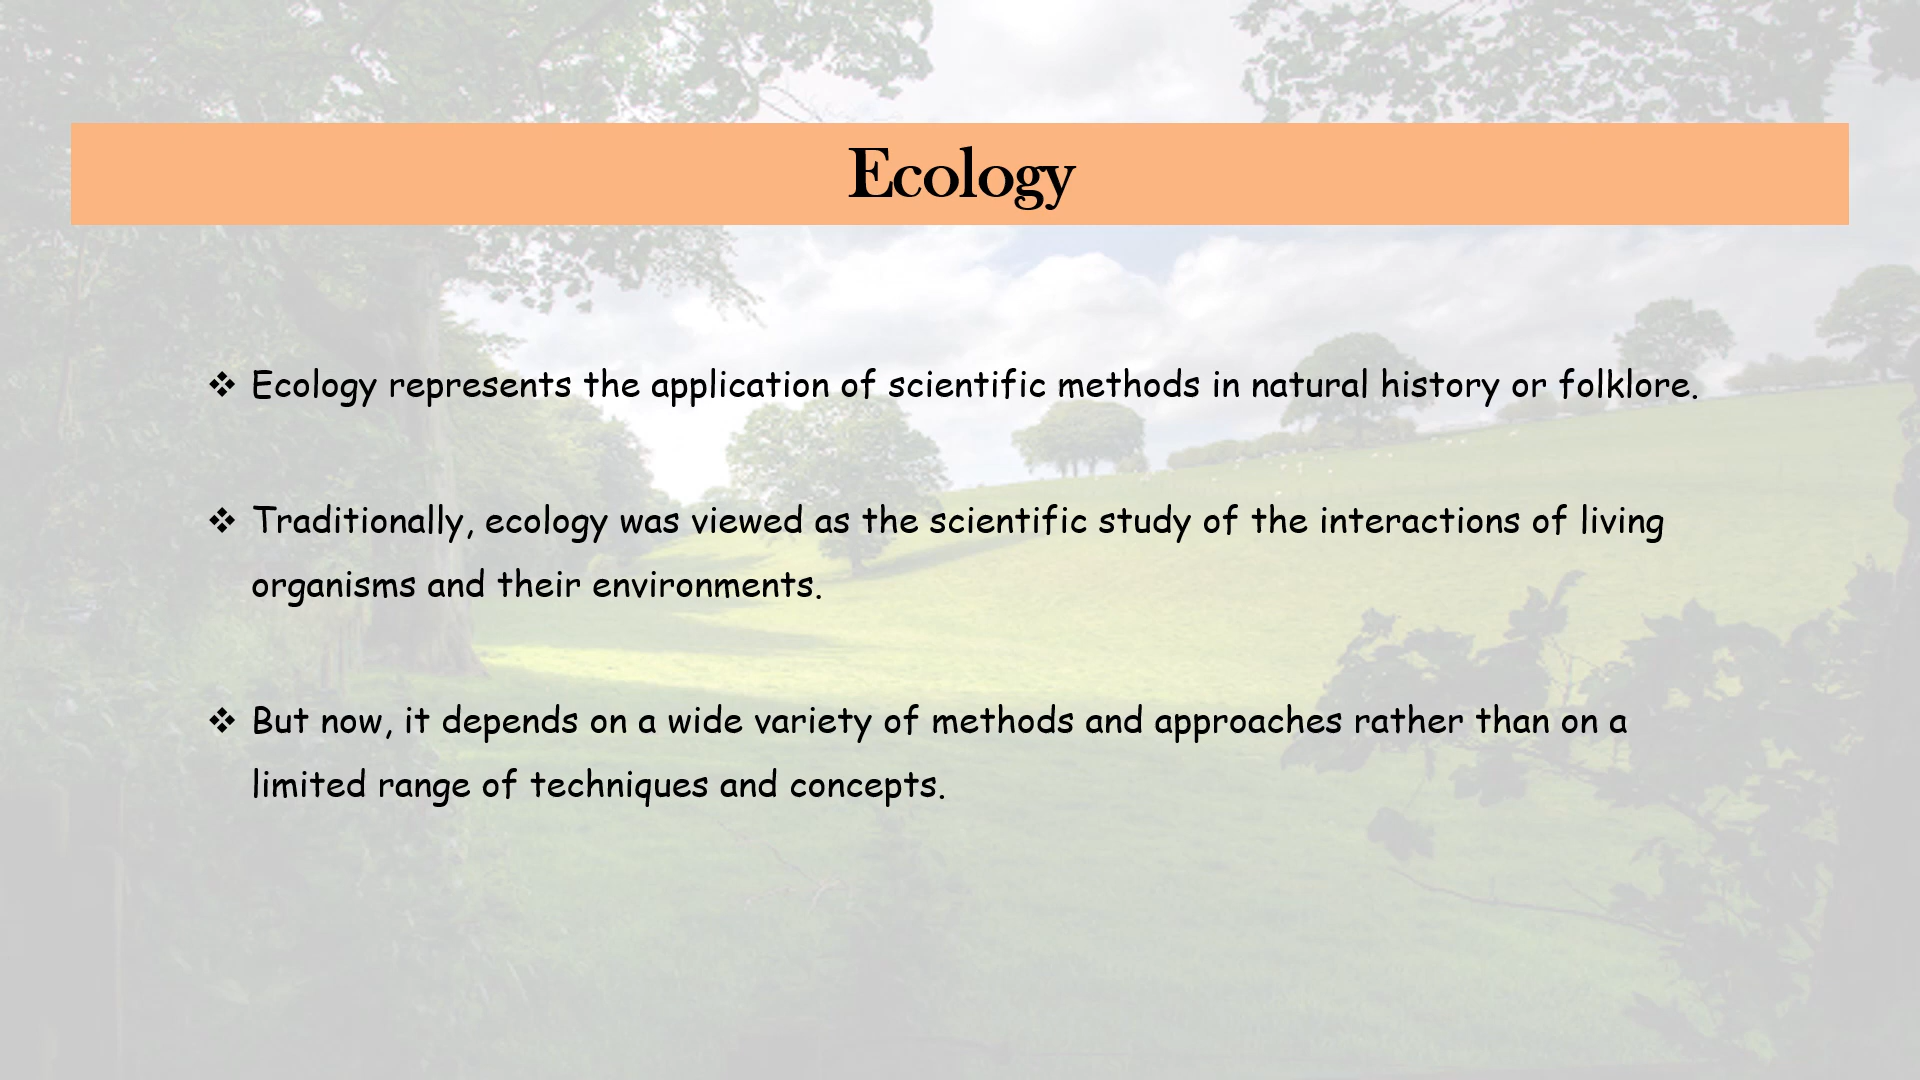 Ecology
❖ Ecology represents the application of scientific methods in natural history or folklore.
❖ Traditionally, ecology was viewed as the scientific study of the interactions of living
organisms and their environments.
❖ But now, it depends on a wide variety of methods and approaches rather than on a
limited range of techniques and concepts.